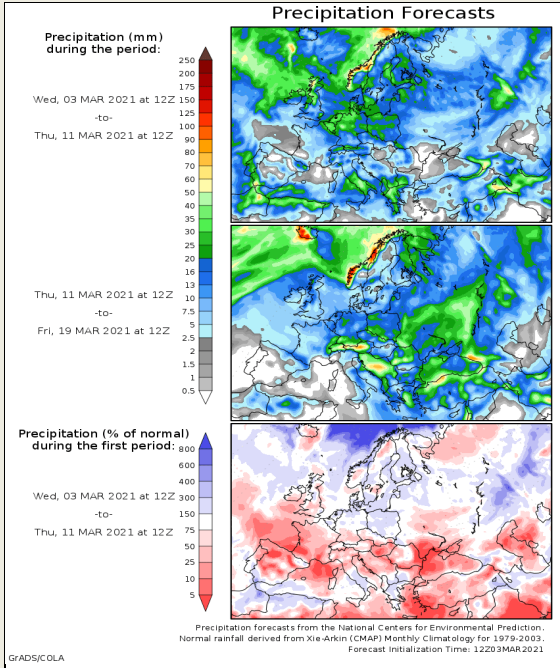 Precipitation Forecasts
Precipitation (mm)
during the period:
Wed, 03 MAR 2021 at 12Z
-to-
Thu, 11 MAR 2021 at 12Z
250
200
175
150
125
100
90
80
70
60
50
40
35
30
25
20
16
13
10
7.5
5
2.5
2
1.5
1
0.5
Thu, 11 MAR 2021 at 12Z
-to-
Fri, 19 MAR 2021 at 12Z
Precipitation (% of normal)
during the first period:
Wed, 03 MAR 2021 at 12Z
-to-
Thu, 11 MAR 2021 at 12Z
800
600
400
300
150
75
50
25
10
5
Precipitation forecasts from the National Centers for Environmental Prediction.
Normal rainfall derived from Xie-Arkin (CMAP) Monthly Climatology for 1979-2003.
Forecast Initialization Time: 12Z03MAR2021
GrADS/COLA